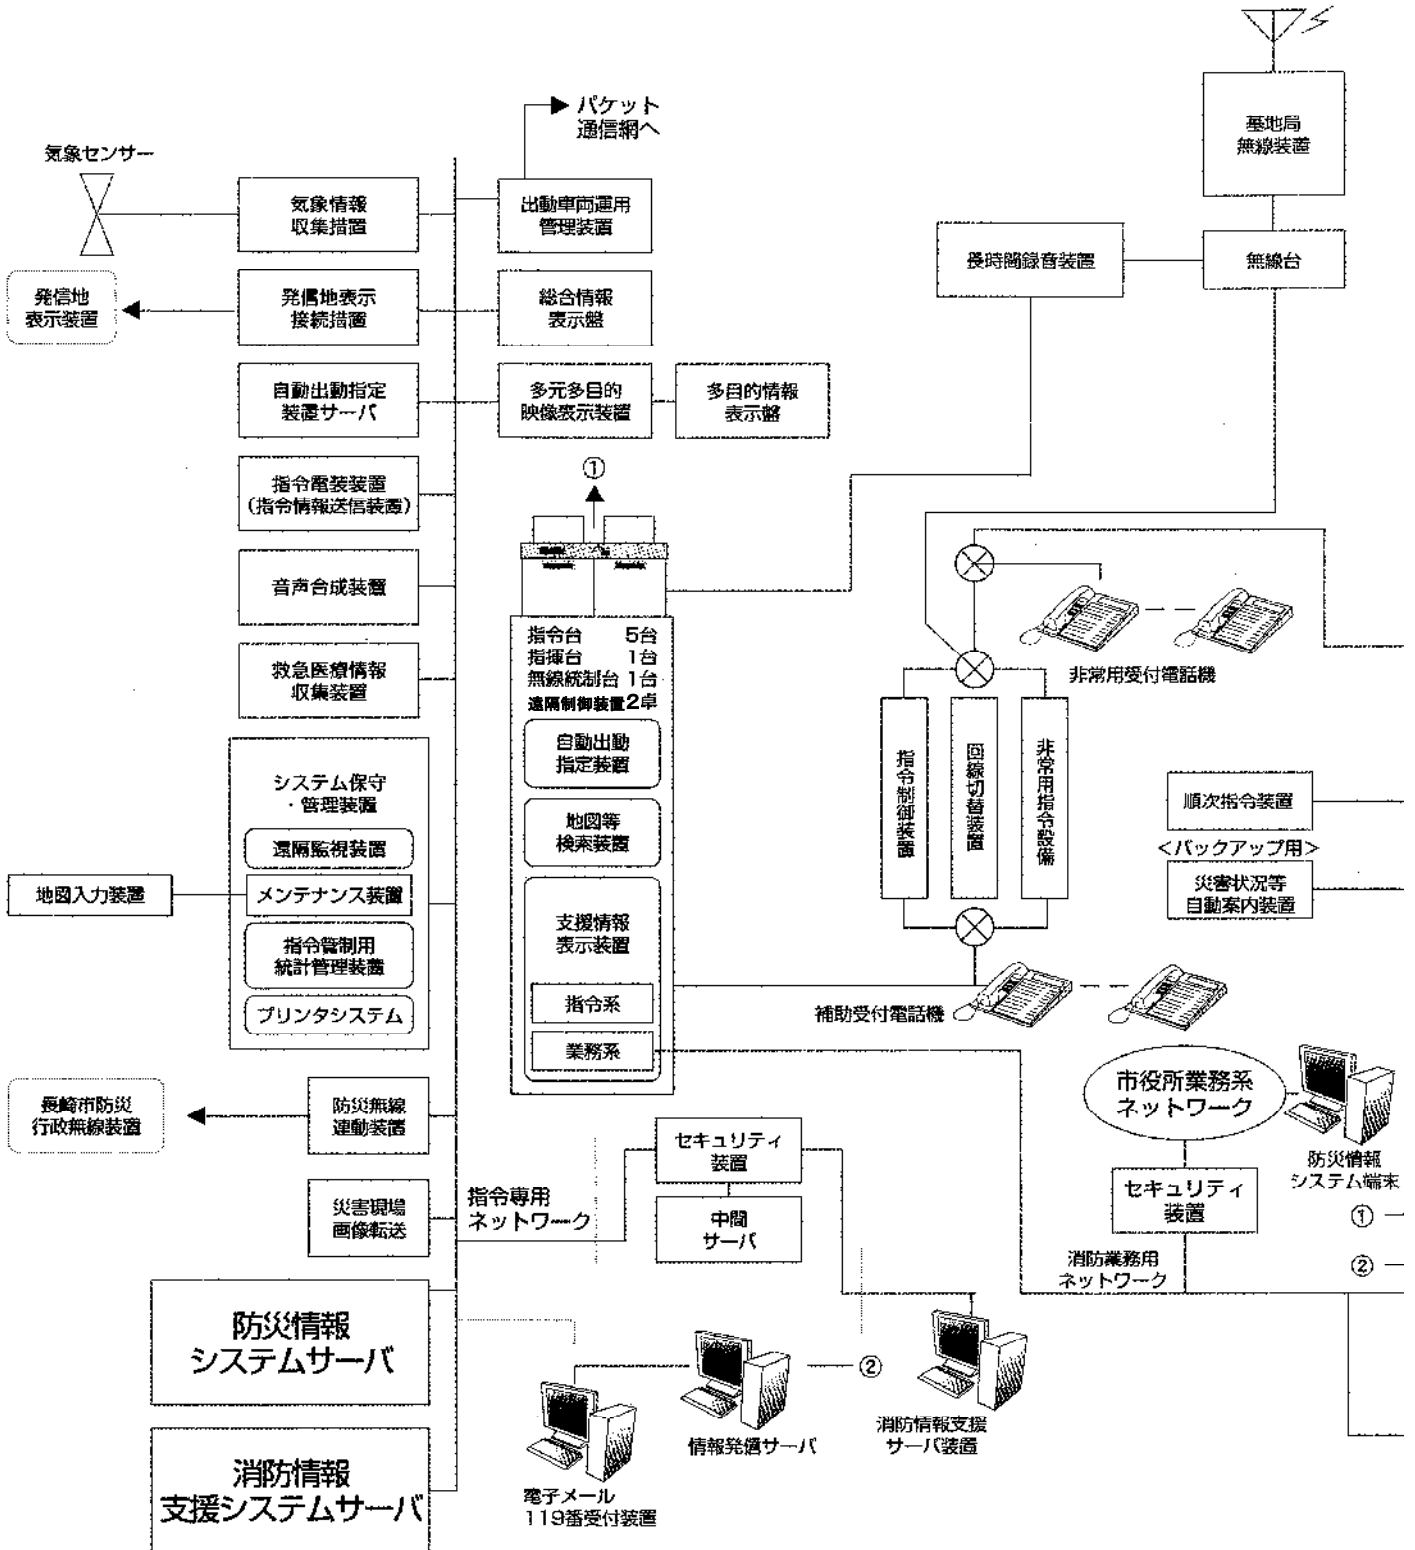 パケット
通信網へ
基地局
無線装置
気象センサー
気象情報
収集措置
出動車両運用
管理装置
長時間録音装置
無線台
発信地
表示装置
発信地表示
接続措置
総合情報
表示盤
自動出動指定
装置サーバ
多元多目的
映像表示装置
多目的情報
表示盤
①
指令電装装置
(指令情報送信装置)
音声合成装置
救急医療情報
収集装置
指令台 5台
指揮台 1台
無線統制台 1台
遠隔制御装置2卓
自動出動
指定装置
地図等
検索装置
支援情報
表示装置
指令系
業務系
非常用受付電話機
指令制御装置
回線切替装置
非常用指令設備
順次指令装置
<バックアップ用>
災害状況等
自動案内装置
システム保守
・管理装置
遠隔監視装置
地図入力装置
メンテナンス装置
指令管制用
統計管理装置
プリンタシステム
補助受付電話機
長崎市防災
行政無線装置
防災無線
連動装置
市役所業務系
ネットワーク
防災情報
システム端末
セキュリティ
装置
中間
サーバ
セキュリティ
装置
指令専用
ネットワーク
災害現場
画像転送
消防業務用
ネットワーク
①
②
防災情報
システムサーバ
②
消防情報支援
サーバ装置
情報発信サーバ
消防情報
支援システムサーバ
電子メール
119番受付装置